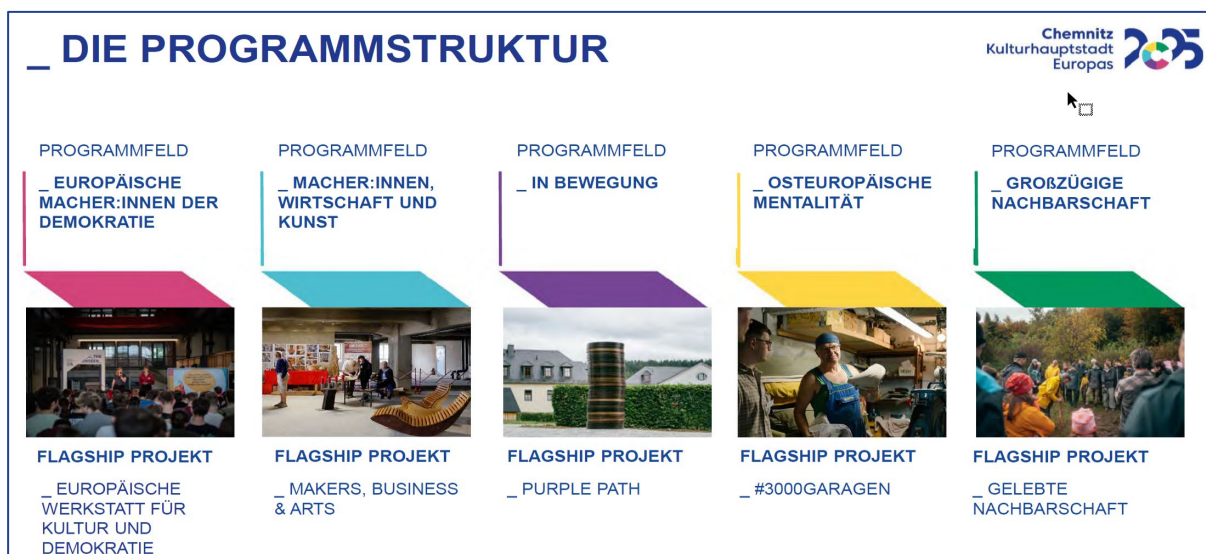 _ DIE PROGRAMMSTRUKTUR
Chemnitz
Kulturhauptstadt
Europas
2025
PROGRAMMFELD
_ EUROPÄISCHE
MACHER:INNEN DER
DEMOKRATIE
FLAGSHIP PROJEKT
_ EUROPÄISCHE
WERKSTATT FÜR
KULTUR UND
DEMOKRATIE
PROGRAMMFELD
_ MACHER:INNEN,
WIRTSCHAFT UND
KUNST
FLAGSHIP PROJEKT
_ MAKERS, BUSINESS
& ARTS
PROGRAMMFELD
_ IN BEWEGUNG
FLAGSHIP PROJEKT
_ PURPLE PATH
PROGRAMMFELD
_ OSTEUROPÄISCHE
MENTALITÄT
FLAGSHIP PROJEKT
_ #3000GARAGEN
PROGRAMMFELD
_ GROßZÜGIGE
NACHBARSCHAFT
FLAGSHIP PROJEKT
_ GELEBTE
NACHBARSCHAFT